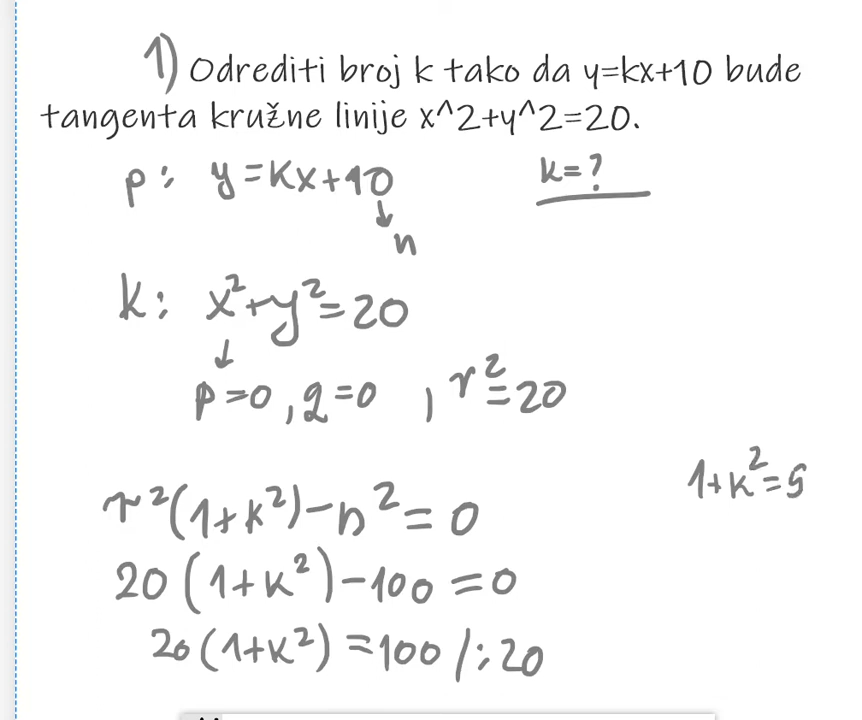 1) Odrediti broj k tako da y=kx+10 bude
tangenta kružne linije x^2+y^2=20.
p: y=kx+10
k=?
↓
n
k: x²+y²=20
↓
p=0, q=0, r²=20
1+k²=5
r²(1+k²)-n²=0
20(1+k²)-100=0
20(1+k²)=100/:20